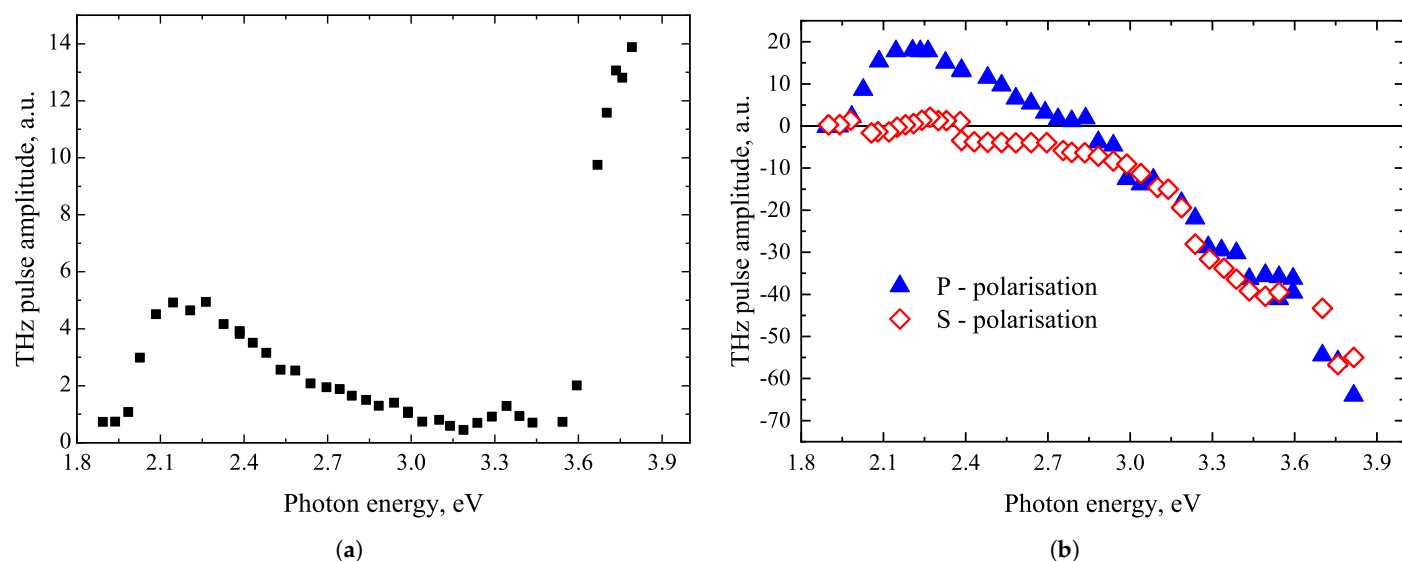 14
12
10
8
6
4
2
0
THz pulse amplitude, a.u.
1.8 2.1 2.4 2.7 3.0 3.3 3.6 3.9
Photon energy, eV
(a)
20
10
0
-10
-20
-30
-40
-50
-60
-70
THz pulse amplitude, a.u.
P - polarisation
S - polarisation
1.8 2.1 2.4 2.7 3.0 3.3 3.6 3.9
Photon energy, eV
(b)